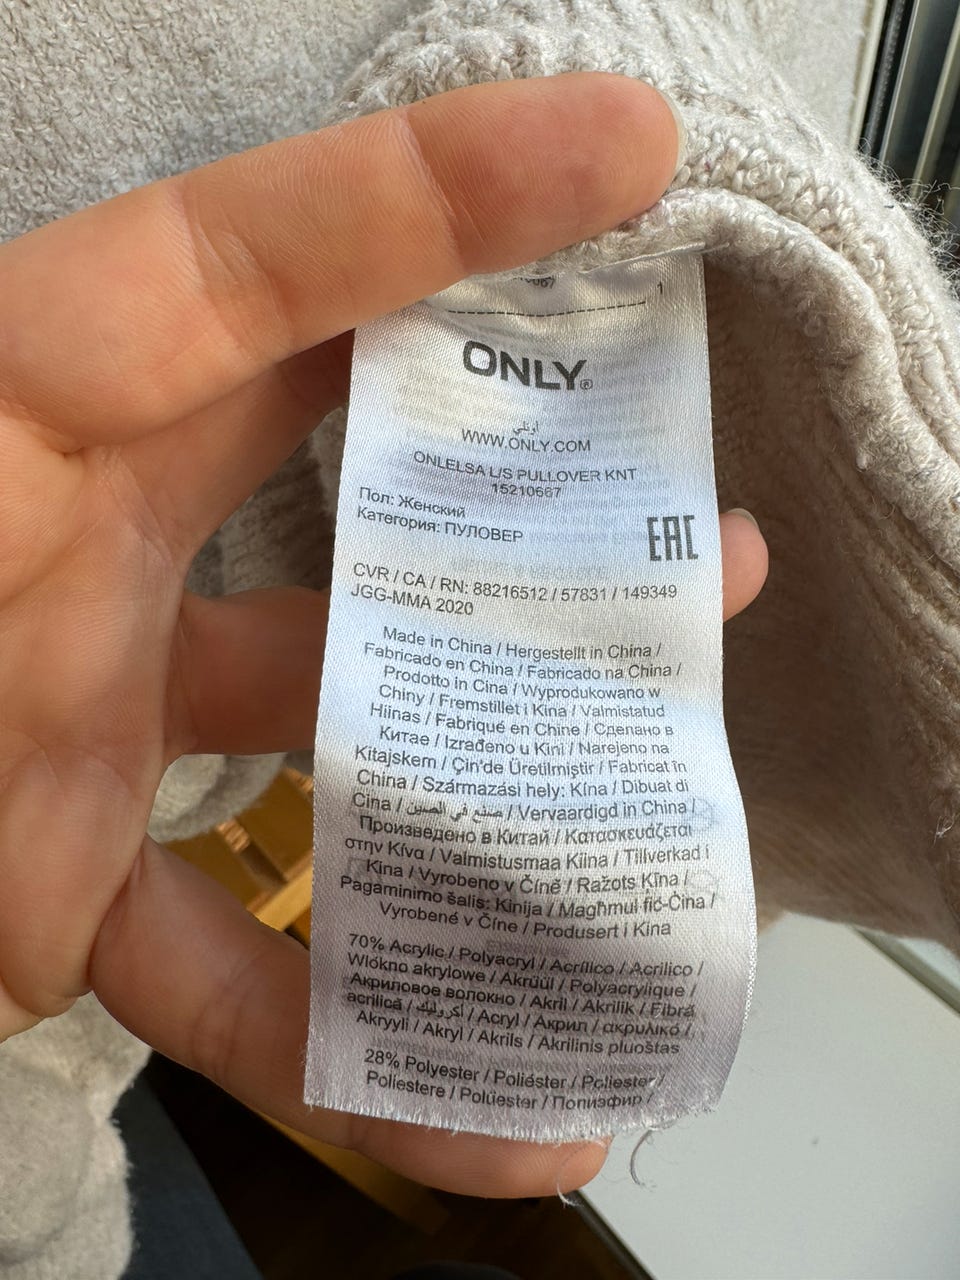 1
ONLY®
أونلي
WWW.ONLY.COM
ONLELSA L/S PULLOVER KNT
15210667
Пол: Женский
Категория: ПУЛОВЕР
EAC
CVR / CA / RN: 88216512 / 57831 / 149349
JGG-MMA 2020
Made in China / Hergestellt in China /
Fabricado en China / Fabricado na China /
Prodotto in Cina / Wyprodukowano w
Chiny / Fremstillet i Kina / Valmistatud
Hiinas / Fabriqué en Chine / Сделано в
Китае / Izrađeno u Kini / Narejeno na
Kitajskem / Çin'de Üretilmiştir / Fabricat în
China / Származási hely: Kína / Dibuat di
Cina / صنع في الصين / Vervaardigd in China /
Произведено в Китай / Κατασκευάζεται
στην Κίνα / Valmistusmaa Kiina / Tillverkad i
Kina / Vyrobeno v Číně / Ražots Ķīna /
Pagaminimo šalis: Kinija / Magħmul fiċ-Ċina /
Vyrobené v Číne / Produsert i Kina
70% Acrylic / Polyacryl / Acrílico / Acrilico /
Włókno akrylowe / Akrüül / Polyacrylique /
Акриловое волокно / Akril / Akrilik / Fibră
acrilică / أكروليك / Acryl / Акрил / ακρυλικό /
Akryyli / Akryl / Akrils / Akrilinis pluoštas
28% Polyester / Poliéster / Poliester /
Poliestere / Polüester / Полиэфир /